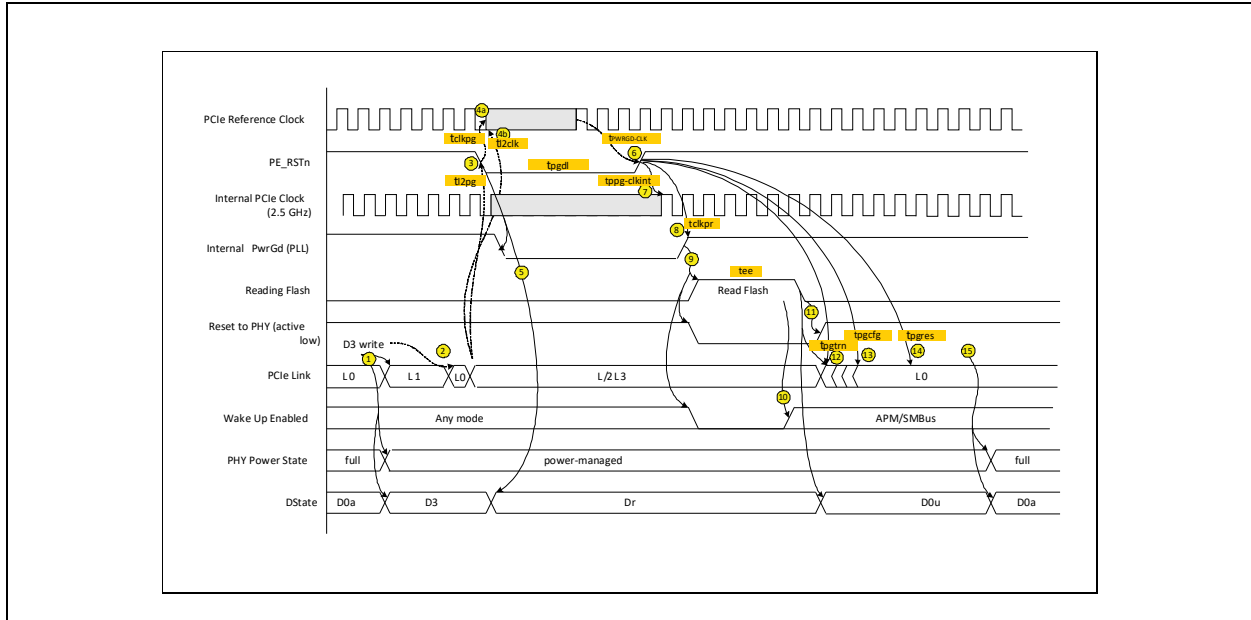 4a
PCIe Reference Clock
4b
tclkpg
tl2clk
tPWRGD-CLK
6
PE_RSTn
3
tpgdl
tl2pg
tppg-clkint
7
Internal PCIe Clock
(2.5 GHz)
tclkpr
8
Internal PwrGd (PLL)
9
5
tee
Reading Flash
Read Flash
11
Reset to PHY (active
low)
tpgcfg
tpgres
D3 write
tpgtrn
1
2
12
13
14
15
PCIe Link
L0
L1
L0
L/2 L3
L0
10
Wake Up Enabled
Any mode
APM/SMBus
PHY Power State
full
power-managed
full
DState
D0a
D3
Dr
D0u
D0a